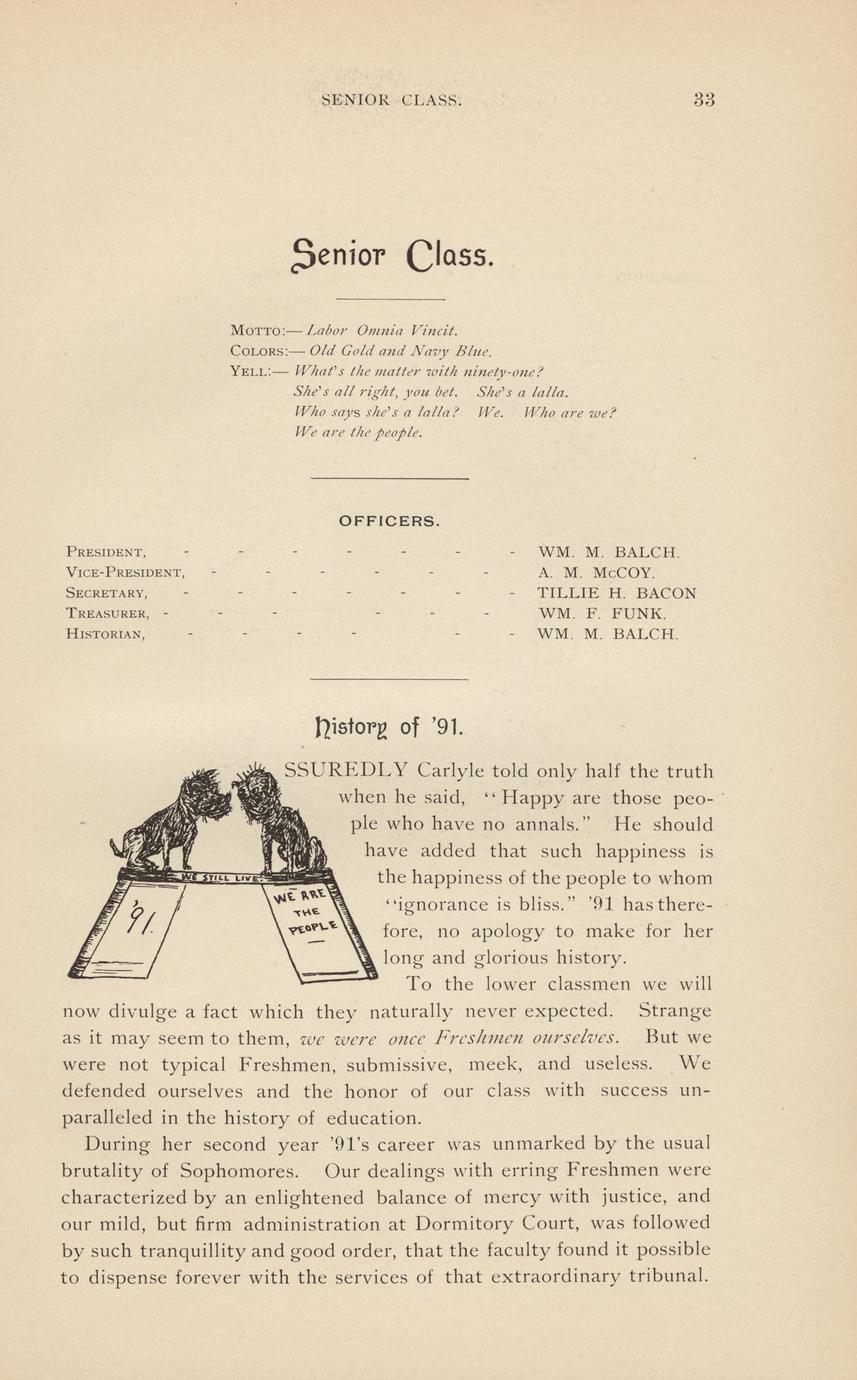 SENIOR CLASS. 33
Senior Class.
MOTTO:— Labor Omnia Vincit.
COLORS:— Old Gold and Navy Blue.
YELL:— What's the matter with ninety-one?
She's all right, you bet. She's a lalla.
Who says she's a lalla? We. Who are we?
We are the people.
OFFICERS.
PRESIDENT, - - - - - - - WM. M. BALCH.
VICE-PRESIDENT, - - - - - - A. M. McCOY.
SECRETARY, - - - - - - - TILLIE H. BACON
TREASURER, - - - - - - WM. F. FUNK.
HISTORIAN, - - - - - - WM. M. BALCH.
History of '91.
WE STILL LIVE.
'91.
WE ARE
THE
PEOPLE
SSUREDLY Carlyle told only half the truth
when he said, "Happy are those peo-
ple who have no annals." He should
have added that such happiness is
the happiness of the people to whom
"ignorance is bliss." '91 has there-
fore, no apology to make for her
long and glorious history.
To the lower classmen we will
now divulge a fact which they naturally never expected. Strange
as it may seem to them, we were once Freshmen ourselves. But we
were not typical Freshmen, submissive, meek, and useless. We
defended ourselves and the honor of our class with success un-
paralleled in the history of education.
During her second year '91's career was unmarked by the usual
brutality of Sophomores. Our dealings with erring Freshmen were
characterized by an enlightened balance of mercy with justice, and
our mild, but firm administration at Dormitory Court, was followed
by such tranquillity and good order, that the faculty found it possible
to dispense forever with the services of that extraordinary tribunal.